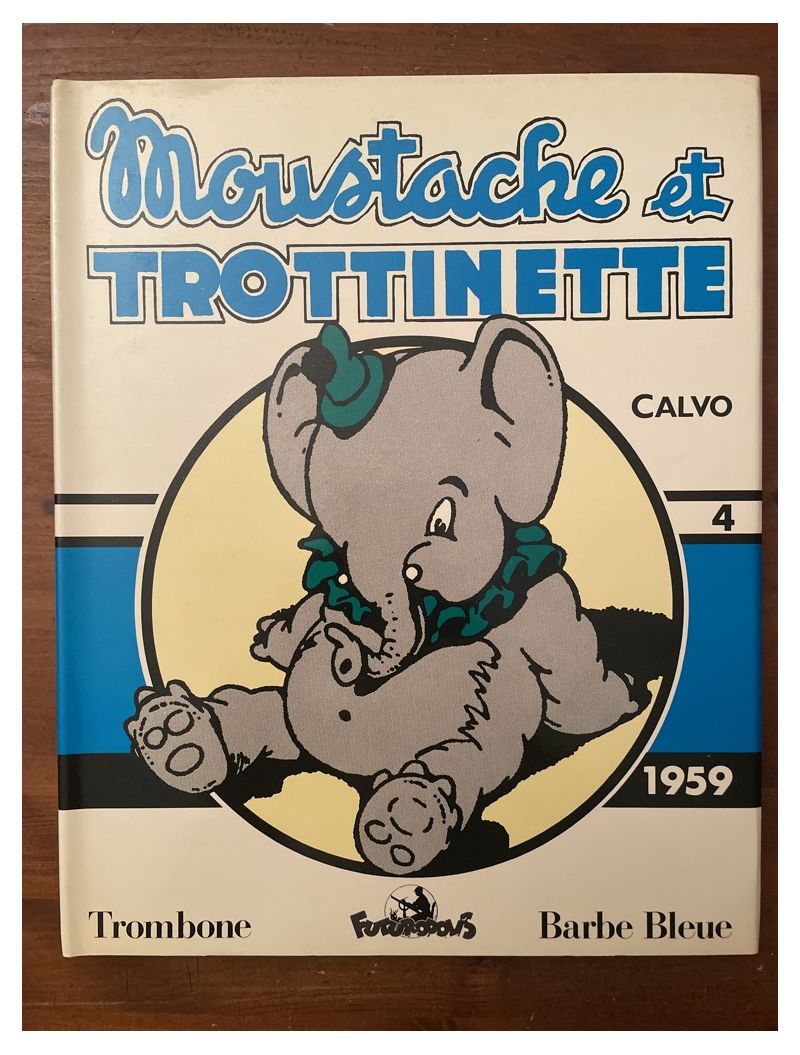 Moustache et
TROTTINETTE
CALVO
4
1959
Trombone
FUTUROPOLIS
Barbe Bleue